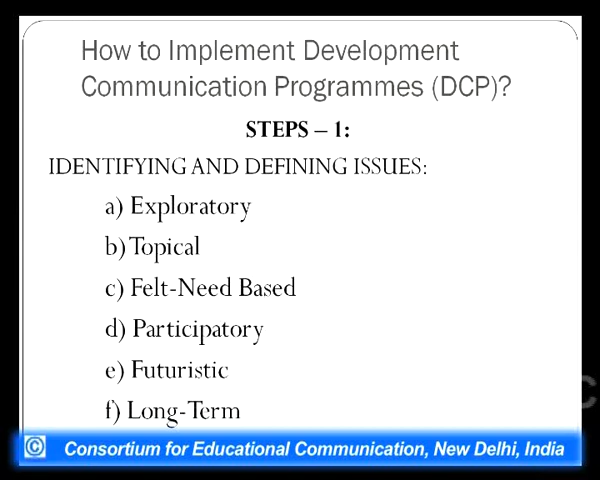 How to Implement Development
Communication Programmes (DCP)?
STEPS – 1:
IDENTIFYING AND DEFINING ISSUES:
a) Exploratory
b) Topical
c) Felt-Need Based
d) Participatory
e) Futuristic
f) Long-Term
© Consortium for Educational Communication, New Delhi, India
C